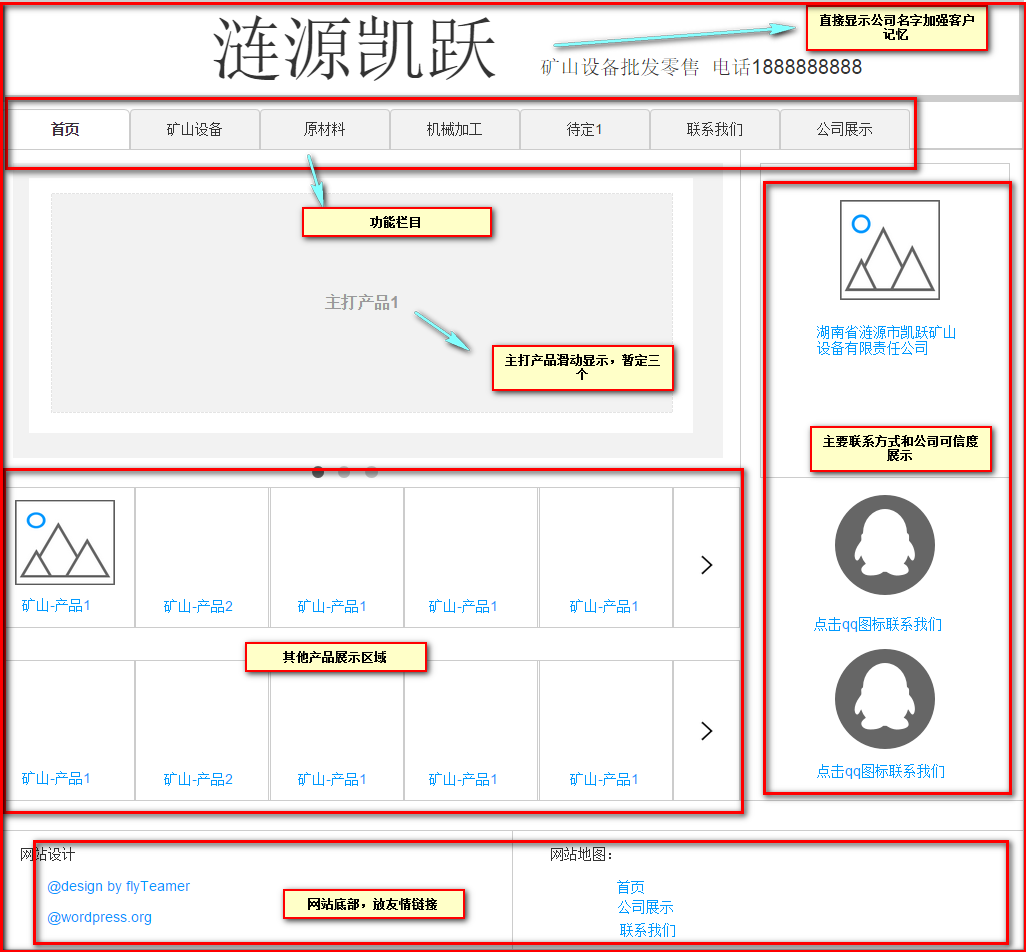 涟源凯跃
直接显示公司名字加强客户
记忆
矿山设备批发零售 电话1888888888
首页
矿山设备
原材料
机械加工
待定1
联系我们
公司展示
功能栏目
主打产品1
主打产品滑动显示，暂定三
个
湖南省涟源市凯跃矿山
设备有限责任公司
主要联系方式和公司可信度
展示
矿山-产品1
矿山-产品2
矿山-产品1
矿山-产品1
矿山-产品1
点击qq图标联系我们
其他产品展示区域
矿山-产品1
矿山-产品2
矿山-产品1
矿山-产品1
矿山-产品1
点击qq图标联系我们
网站设计
@design by flyTeamer
@wordpress.org
网站底部，放友情链接
网站地图：
首页
公司展示
联系我们